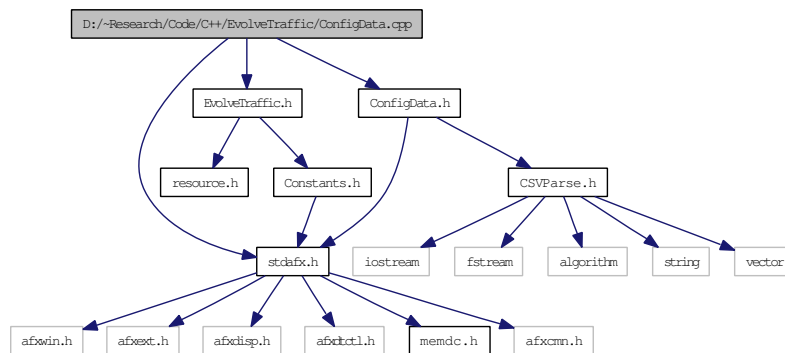 D:/~Research/Code/C++/EvolveTraffic/ConfigData.cpp
EvolveTraffic.h
ConfigData.h
resource.h
Constants.h
CSVParse.h
stdafx.h
iostream
fstream
algorithm
string
vector
afxwin.h
afxext.h
afxdisp.h
afxdtctl.h
memdc.h
afxcmn.h